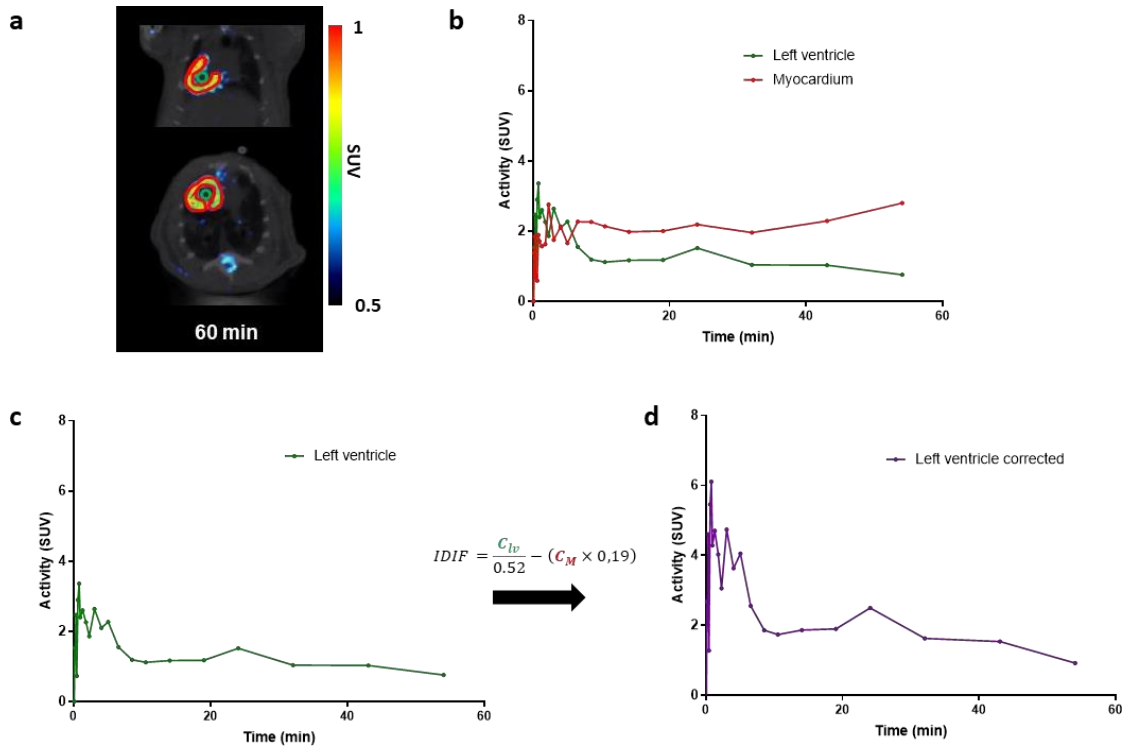 a
1
SUV
0.5
60 min
b
8
6
4
2
0
0
20
40
60
Activity (SUV)
Time (min)
Left ventricle
Myocardium
c
8
6
4
2
0
0
20
40
60
Activity (SUV)
Time (min)
Left ventricle
IDIF = C_lv / 0.52 − (C_M × 0,19)
d
8
6
4
2
0
0
20
40
60
Activity (SUV)
Time (min)
Left ventricle corrected